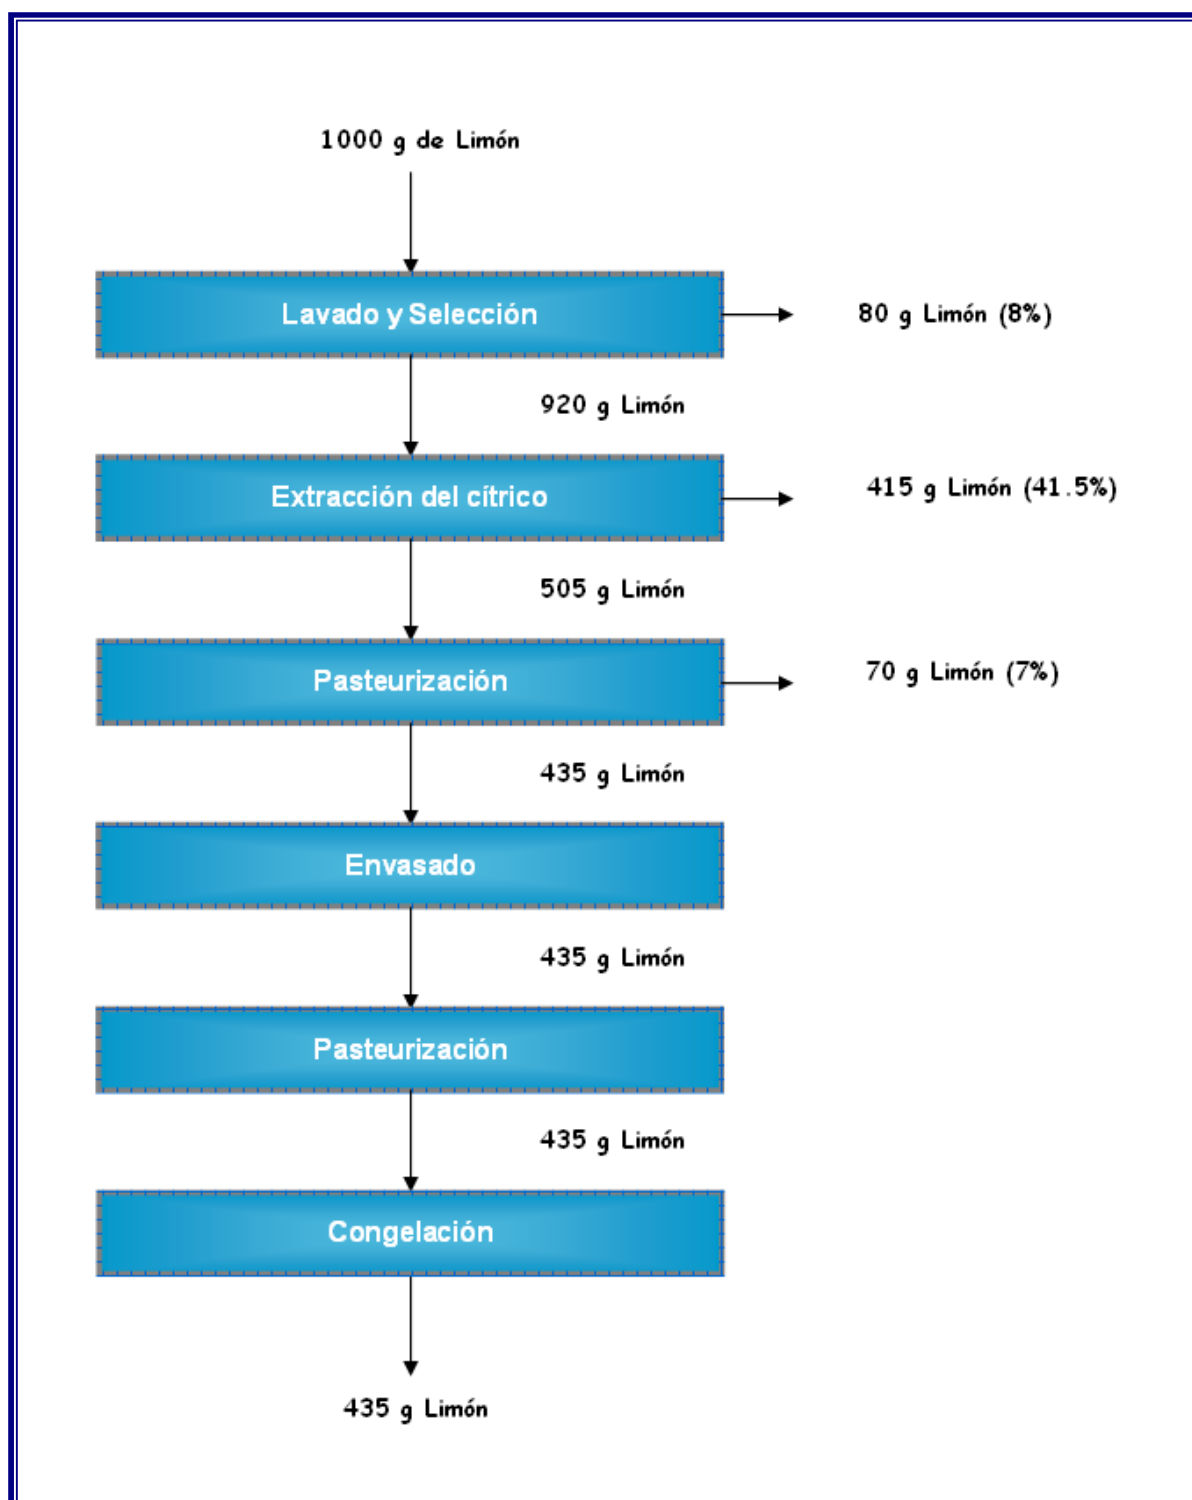 1000 g de Limón
Lavado y Selección
80 g Limón (8%)
920 g Limón
Extracción del cítrico
415 g Limón (41.5%)
505 g Limón
Pasteurización
70 g Limón (7%)
435 g Limón
Envasado
435 g Limón
Pasteurización
435 g Limón
Congelación
435 g Limón